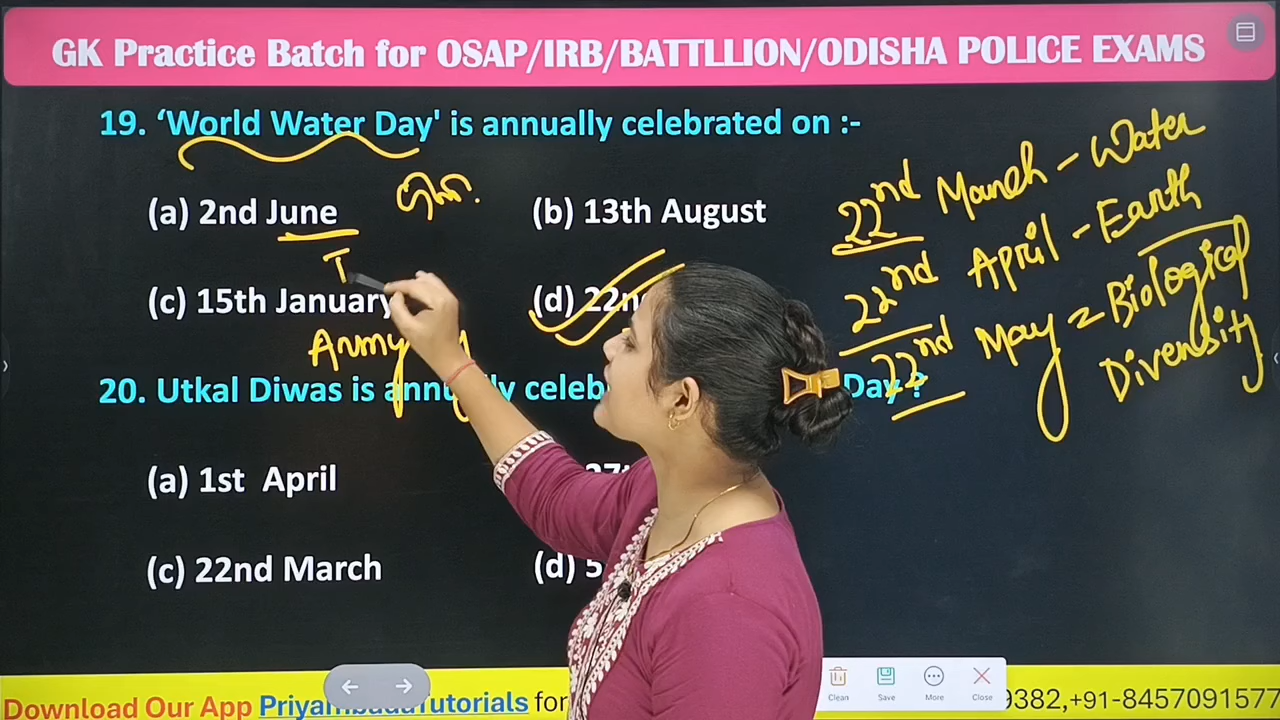 GK Practice Batch for OSAP/IRB/BATTLLION/ODISHA POLICE EXAMS
19. ‘World Water Day' is annually celebrated on :-
(a) 2nd June
(b) 13th August
(c) 15th January
(d) 22n
Army
22nd March - Water
22nd April - Earth
22nd May = Biological
Diversity
20. Utkal Diwas is annually celeb Day ?
(a) 1st April
(c) 22nd March
(d) 5
Clean
Save
More
Close
Download Our App Priyambada Tutorials for
9382,+91-8457091577